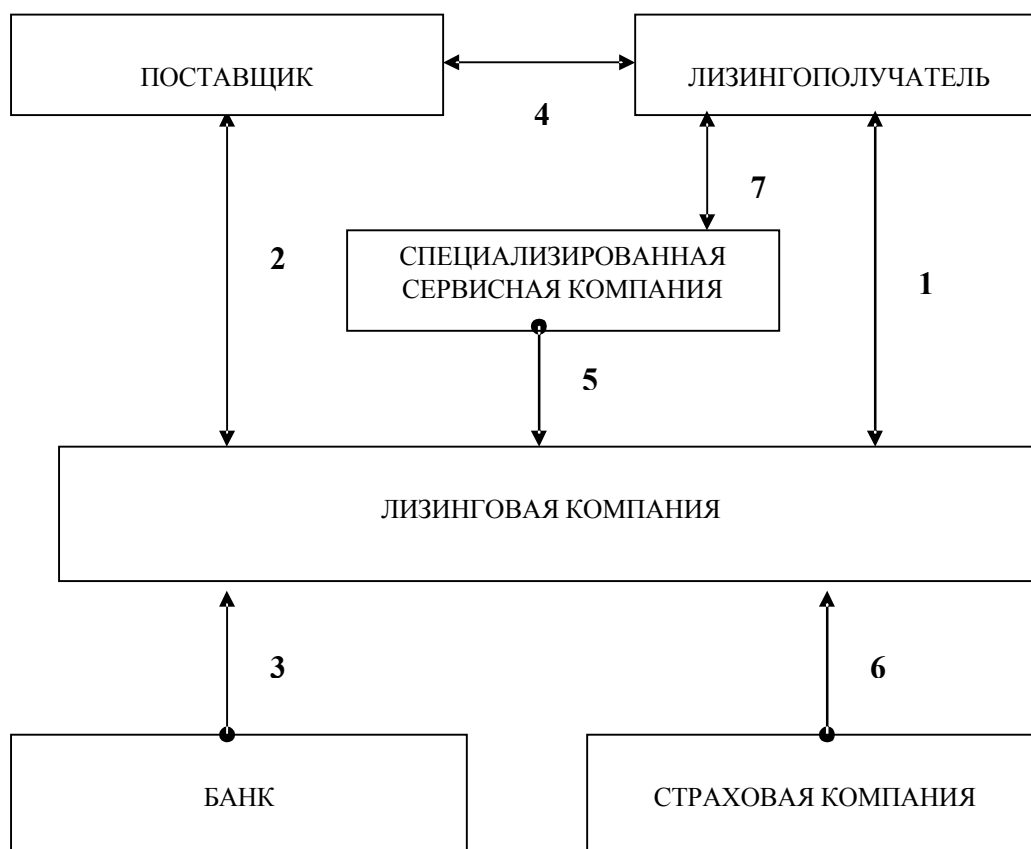 ПОСТАВЩИК
ЛИЗИНГОПОЛУЧАТЕЛЬ
4
7
СПЕЦИАЛИЗИРОВАННАЯ
СЕРВИСНАЯ КОМПАНИЯ
2
1
5
ЛИЗИНГОВАЯ КОМПАНИЯ
3
6
БАНК
СТРАХОВАЯ КОМПАНИЯ